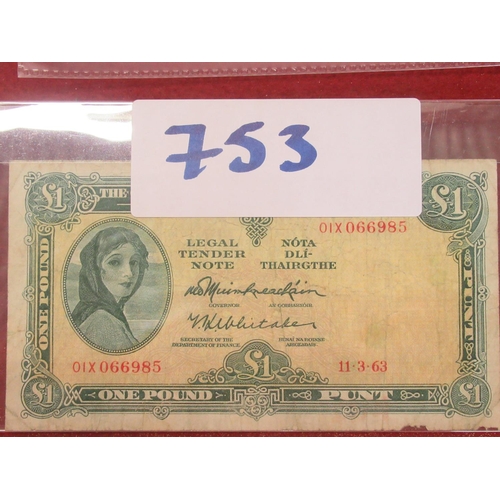 753
£1
THE
£1
01X 066985
LEGAL
TENDER
NOTE
NÓTA
DLÍ-
THAIRGTHE
ONE POUND
PUNT
GOVERNOR
AN GOBHARNÓIR
T K Whitaker
SECRETARY OF THE
DEPARTMENT OF FINANCE
RÚNAÍ NA ROINNE
AIRGEADAIS
01X 066985
£1
11·3·63
£1
ONE POUND
PUNT
£1